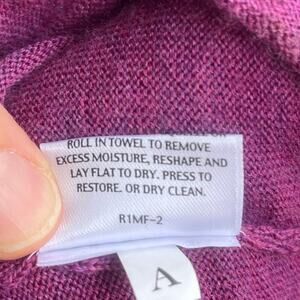 ROLL IN TOWEL TO REMOVE
EXCESS MOISTURE, RESHAPE AND
LAY FLAT TO DRY. PRESS TO
RESTORE. OR DRY CLEAN.
R1MF-2
A